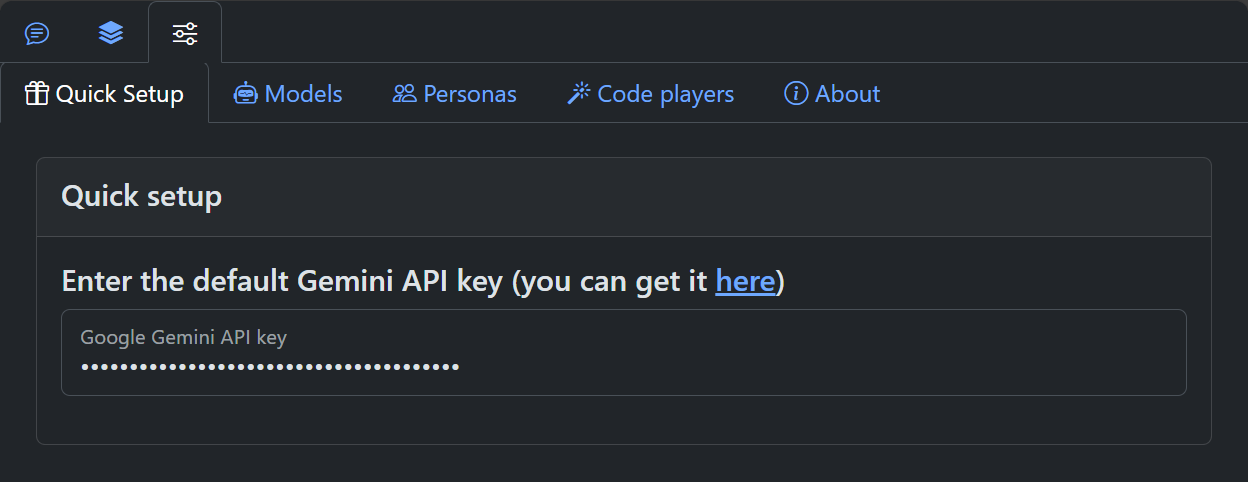 Quick Setup Models Personas Code players About
Quick setup
Enter the default Gemini API key (you can get it here)
Google Gemini API key
•••••••••••••••••••••••••••••••••••••••